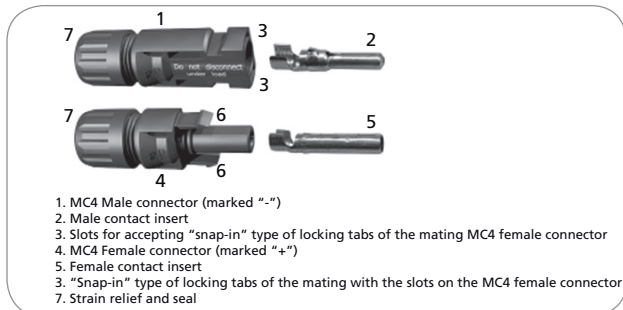 1
7
3
2
Do not disconnect
under load
3
7
6
5
6
4
1. MC4 Male connector (marked “-”)
2. Male contact insert
3. Slots for accepting “snap-in” type of locking tabs of the mating MC4 female connector
4. MC4 Female connector (marked “+”)
5. Female contact insert
3. “Snap-in” type of locking tabs of the mating with the slots on the MC4 female connector
7. Strain relief and seal